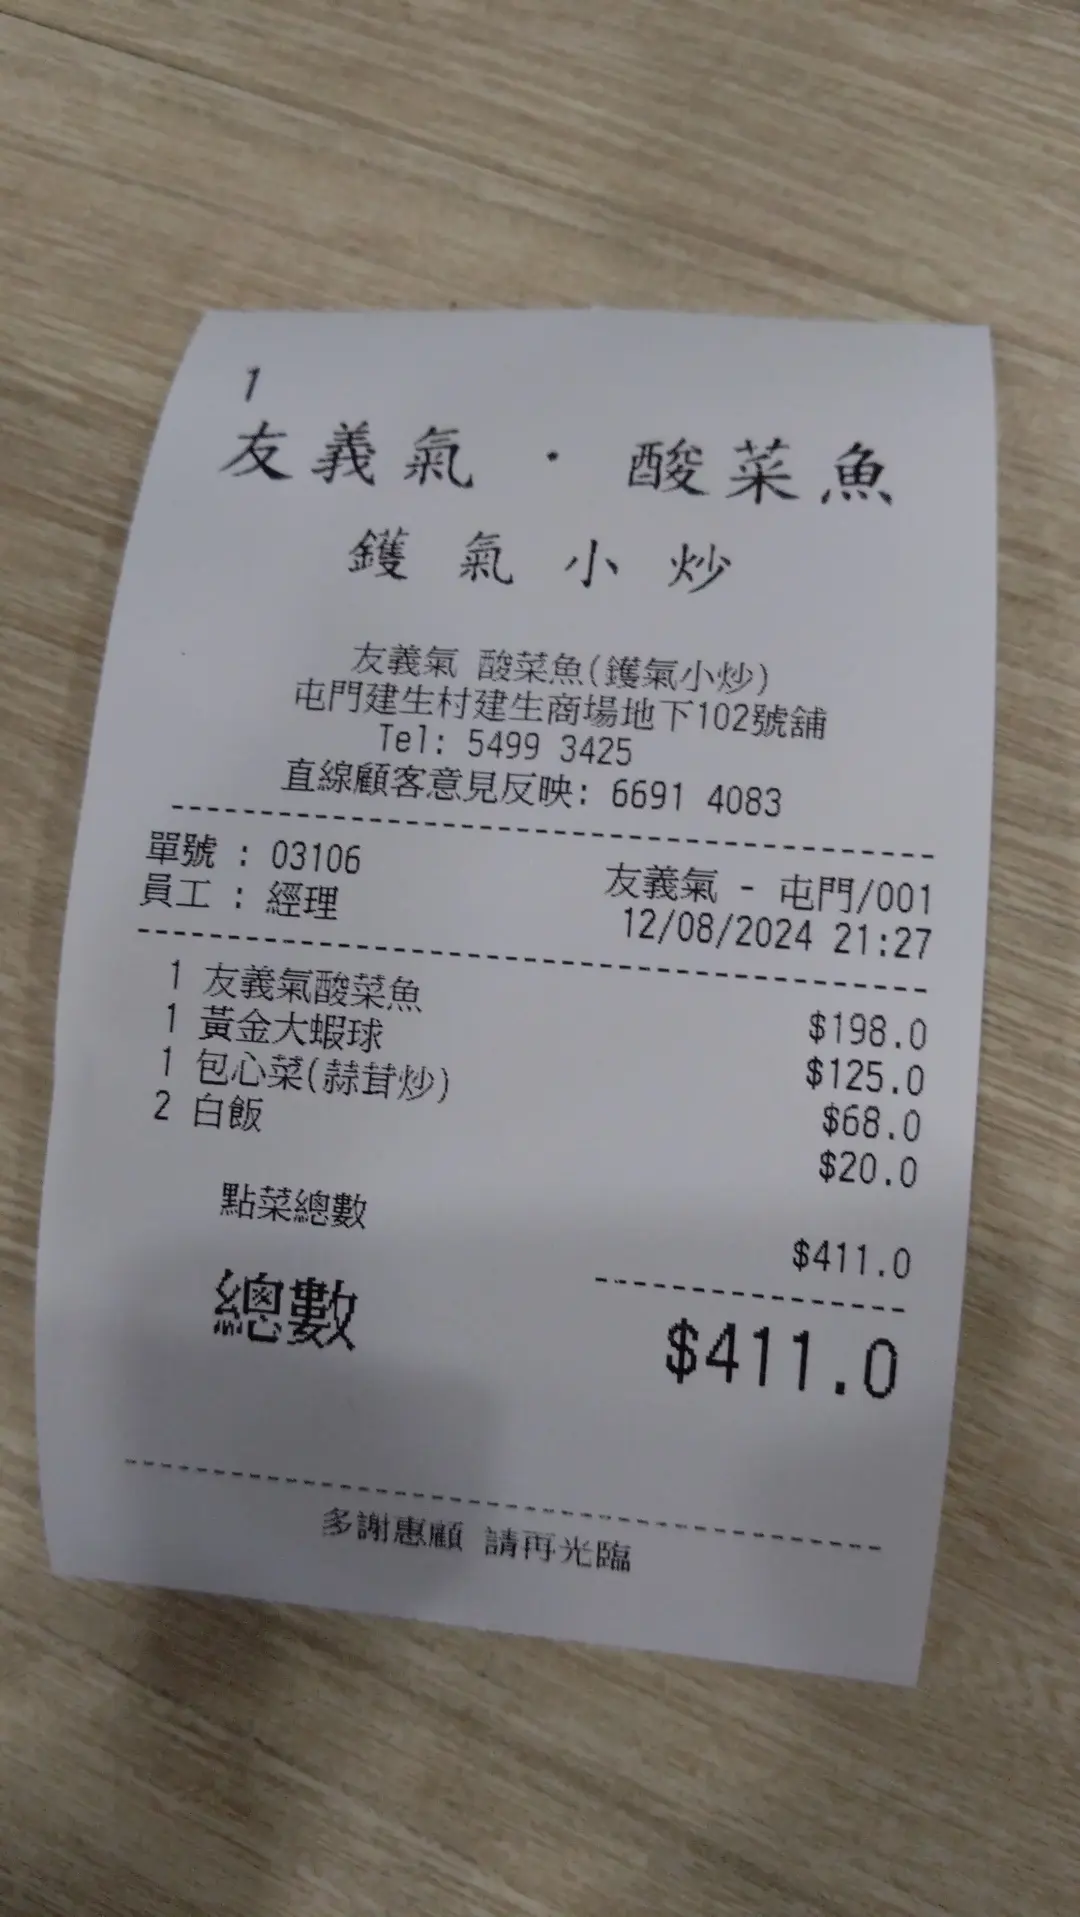 1
友義氣 · 酸菜魚
鑊氣小炒
友義氣 酸菜魚(鑊氣小炒)
屯門建生村建生商場地下102號舖
Tel: 5499 3425
直線顧客意見反映: 6691 4083
單號 : 03106
員工 : 經理
友義氣 - 屯門/001
12/08/2024 21:27
1 友義氣酸菜魚 $198.0
1 黃金大蝦球 $125.0
1 包心菜(蒜茸炒) $68.0
2 白飯 $20.0
點菜總數 $411.0
總數 $411.0
多謝惠顧 請再光臨